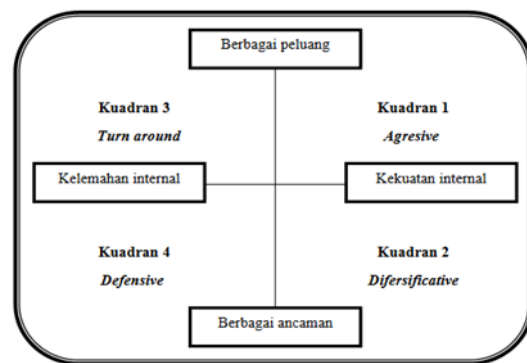 Berbagai peluang
Kuadran 3
Turn around
Kuadran 1
Agresive
Kelemahan internal
Kekuatan internal
Kuadran 4
Defensive
Kuadran 2
Difersificative
Berbagai ancaman